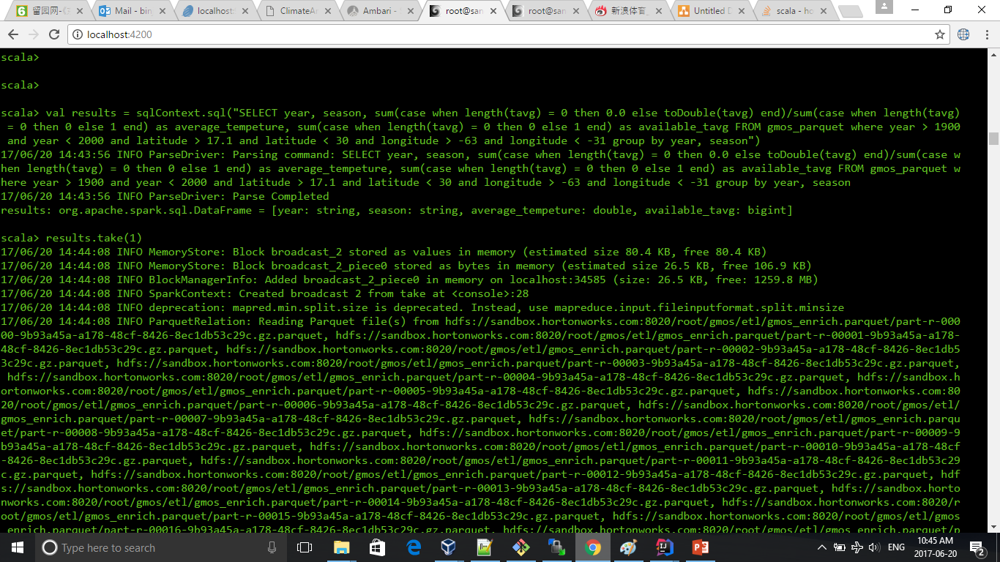 留园网-6
Mail - bin
localhost:
ClimateAn
Ambari -
root@san
root@san
新浪体育_
Untitled D
scala - ho
localhost:4200
scala>
scala>
scala> val results = sqlContext.sql("SELECT year, season, sum(case when length(tavg) = 0 then 0.0 else toDouble(tavg) end)/sum(case when length(tavg)
 = 0 then 0 else 1 end) as average_tempeture, sum(case when length(tavg) = 0 then 0 else 1 end) as available_tavg FROM gmos_parquet where year > 1900
 and year < 2000 and latitude > 17.1 and latitude < 30 and longitude > -63 and longitude < -31 group by year, season")
17/06/20 14:43:56 INFO ParseDriver: Parsing command: SELECT year, season, sum(case when length(tavg) = 0 then 0.0 else toDouble(tavg) end)/sum(case w
hen length(tavg) = 0 then 0 else 1 end) as average_tempeture, sum(case when length(tavg) = 0 then 0 else 1 end) as available_tavg FROM gmos_parquet w
here year > 1900 and year < 2000 and latitude > 17.1 and latitude < 30 and longitude > -63 and longitude < -31 group by year, season
17/06/20 14:43:56 INFO ParseDriver: Parse Completed
results: org.apache.spark.sql.DataFrame = [year: string, season: string, average_tempeture: double, available_tavg: bigint]
scala> results.take(1)
17/06/20 14:44:08 INFO MemoryStore: Block broadcast_2 stored as values in memory (estimated size 80.4 KB, free 80.4 KB)
17/06/20 14:44:08 INFO MemoryStore: Block broadcast_2_piece0 stored as bytes in memory (estimated size 26.5 KB, free 106.9 KB)
17/06/20 14:44:08 INFO BlockManagerInfo: Added broadcast_2_piece0 in memory on localhost:34585 (size: 26.5 KB, free: 1259.8 MB)
17/06/20 14:44:08 INFO SparkContext: Created broadcast 2 from take at <console>:28
17/06/20 14:44:08 INFO deprecation: mapred.min.split.size is deprecated. Instead, use mapreduce.input.fileinputformat.split.minsize
17/06/20 14:44:08 INFO ParquetRelation: Reading Parquet file(s) from hdfs://sandbox.hortonworks.com:8020/root/gmos/etl/gmos_enrich.parquet/part-r-000
00-9b93a45a-a178-48cf-8426-8ec1db53c29c.gz.parquet, hdfs://sandbox.hortonworks.com:8020/root/gmos/etl/gmos_enrich.parquet/part-r-00001-9b93a45a-a178-
48cf-8426-8ec1db53c29c.gz.parquet, hdfs://sandbox.hortonworks.com:8020/root/gmos/etl/gmos_enrich.parquet/part-r-00002-9b93a45a-a178-48cf-8426-8ec1db5
3c29c.gz.parquet, hdfs://sandbox.hortonworks.com:8020/root/gmos/etl/gmos_enrich.parquet/part-r-00003-9b93a45a-a178-48cf-8426-8ec1db53c29c.gz.parquet,
 hdfs://sandbox.hortonworks.com:8020/root/gmos/etl/gmos_enrich.parquet/part-r-00004-9b93a45a-a178-48cf-8426-8ec1db53c29c.gz.parquet, hdfs://sandbox.h
ortonworks.com:8020/root/gmos/etl/gmos_enrich.parquet/part-r-00005-9b93a45a-a178-48cf-8426-8ec1db53c29c.gz.parquet, hdfs://sandbox.hortonworks.com:80
20/root/gmos/etl/gmos_enrich.parquet/part-r-00006-9b93a45a-a178-48cf-8426-8ec1db53c29c.gz.parquet, hdfs://sandbox.hortonworks.com:8020/root/gmos/etl/
gmos_enrich.parquet/part-r-00007-9b93a45a-a178-48cf-8426-8ec1db53c29c.gz.parquet, hdfs://sandbox.hortonworks.com:8020/root/gmos/etl/gmos_enrich.parqu
et/part-r-00008-9b93a45a-a178-48cf-8426-8ec1db53c29c.gz.parquet, hdfs://sandbox.hortonworks.com:8020/root/gmos/etl/gmos_enrich.parquet/part-r-00009-9
b93a45a-a178-48cf-8426-8ec1db53c29c.gz.parquet, hdfs://sandbox.hortonworks.com:8020/root/gmos/etl/gmos_enrich.parquet/part-r-00010-9b93a45a-a178-48cf
-8426-8ec1db53c29c.gz.parquet, hdfs://sandbox.hortonworks.com:8020/root/gmos/etl/gmos_enrich.parquet/part-r-00011-9b93a45a-a178-48cf-8426-8ec1db53c29
c.gz.parquet, hdfs://sandbox.hortonworks.com:8020/root/gmos/etl/gmos_enrich.parquet/part-r-00012-9b93a45a-a178-48cf-8426-8ec1db53c29c.gz.parquet, hdf
s://sandbox.hortonworks.com:8020/root/gmos/etl/gmos_enrich.parquet/part-r-00013-9b93a45a-a178-48cf-8426-8ec1db53c29c.gz.parquet, hdfs://sandbox.horto
nworks.com:8020/root/gmos/etl/gmos_enrich.parquet/part-r-00014-9b93a45a-a178-48cf-8426-8ec1db53c29c.gz.parquet, hdfs://sandbox.hortonworks.com:8020/r
oot/gmos/etl/gmos_enrich.parquet/part-r-00015-9b93a45a-a178-48cf-8426-8ec1db53c29c.gz.parquet, hdfs://sandbox.hortonworks.com:8020/root/gmos/etl/gmos
_enrich.parquet/part-r-00016-9b93a45a-a178-48cf-8426-8ec1db53c29c.gz.parquet, hdfs://sandbox.hortonworks.com:8020/root/gmos/etl/gmos_enrich.parquet/p
Type here to search
ENG
10:45 AM
2017-06-20
2